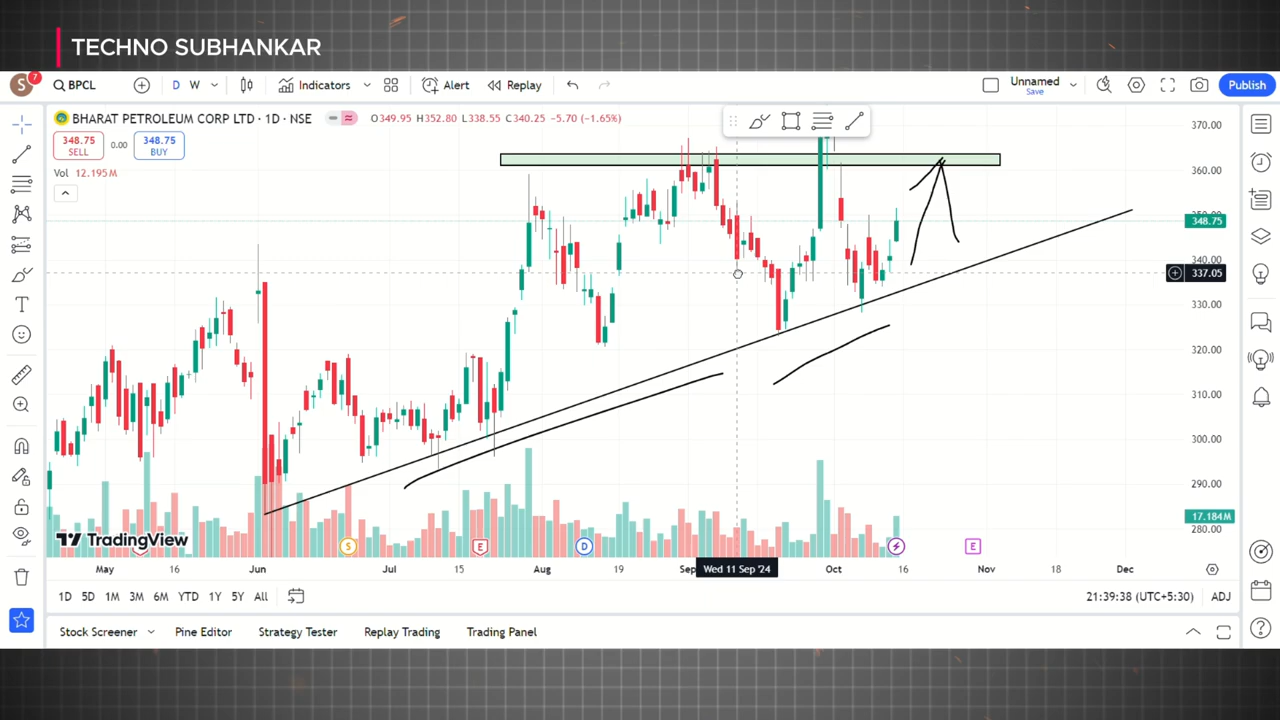 TECHNO SUBHANKAR
S 7 BPCL D W Indicators Alert Replay Unnamed Save Publish
BHARAT PETROLEUM CORP LTD · 1D · NSE O349.95 H352.80 L338.55 C340.25 −5.70 (−1.65%)
348.75 SELL 0.00 348.75 BUY
Vol 12.195M
370.00
360.00
348.75
340.00
337.05
330.00
320.00
310.00
300.00
290.00
17.184M
280.00
TradingView
S E D E
May 16 Jun Jul 15 Aug 19 Sep Wed 11 Sep '24 Oct 16 Nov 18 Dec
1D 5D 1M 3M 6M YTD 1Y 5Y All 21:39:38 (UTC+5:30) ADJ
Stock Screener Pine Editor Strategy Tester Replay Trading Trading Panel